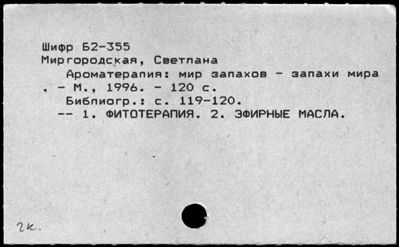 Шифр Б2-355
Миргородская, Светлана
Ароматерапия: мир запахов - запахи мира
. - М., 1996. - 120 с.
Библиогр.: с. 119-120.
-- 1. ФИТОТЕРАПИЯ. 2. ЭФИРНЫЕ МАСЛА.
2к.